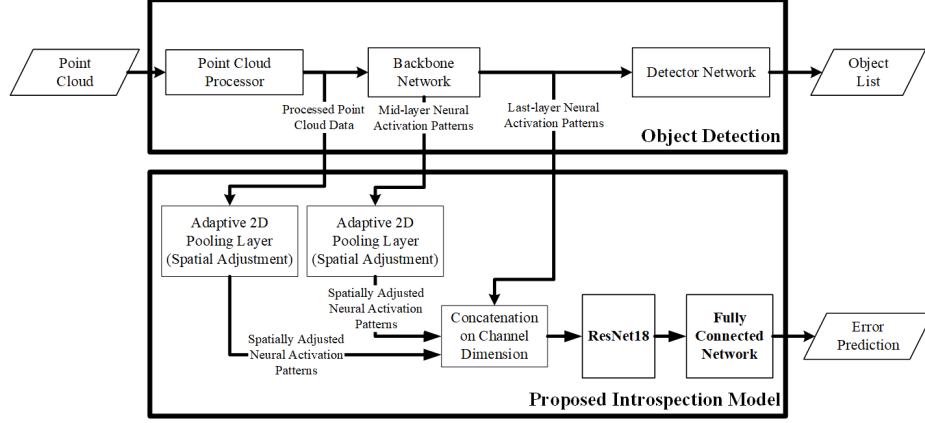 Point
Cloud
Point Cloud
Processor
Backbone
Network
Detector Network
Object
List
Processed Point
Cloud Data
Mid-layer Neural
Activation Patterns
Last-layer Neural
Activation Patterns
Object Detection
Adaptive 2D
Pooling Layer
(Spatial Adjustment)
Adaptive 2D
Pooling Layer
(Spatial Adjustment)
Spatially Adjusted
Neural Activation
Patterns
Spatially Adjusted
Neural Activation
Patterns
Concatenation
on Channel
Dimension
ResNet18
Fully
Connected
Network
Error
Prediction
Proposed Introspection Model